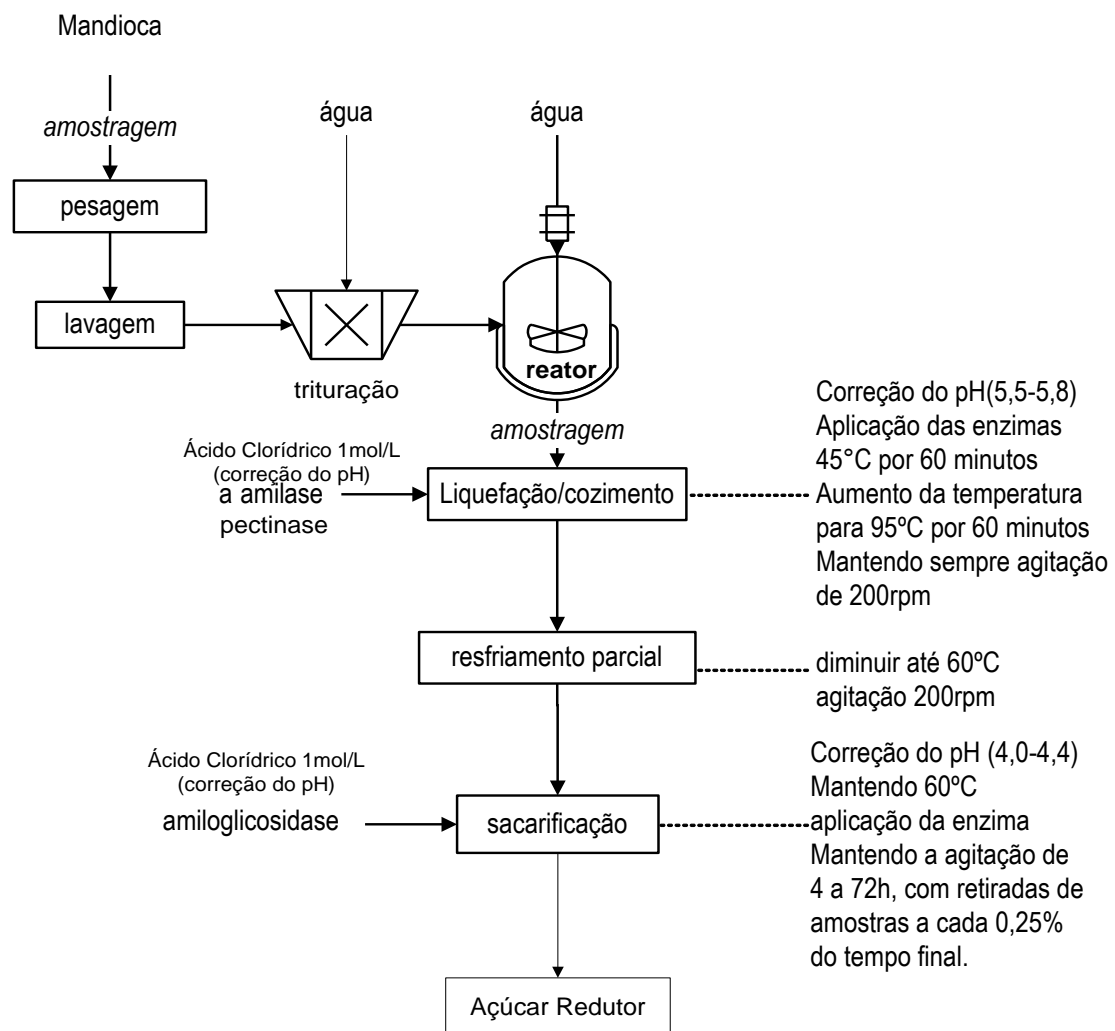 Mandioca
amostragem
água
água
pesagem
lavagem
trituração
reator
amostragem
Ácido Clorídrico 1mol/L
(correção do pH)
a amilase
pectinase
Liquefação/cozimento
Correção do pH(5,5-5,8)
Aplicação das enzimas
45°C por 60 minutos
Aumento da temperatura
para 95ºC por 60 minutos
Mantendo sempre agitação
de 200rpm
resfriamento parcial
diminuir até 60ºC
agitação 200rpm
Ácido Clorídrico 1mol/L
(correção do pH)
amiloglicosidase
sacarificação
Correção do pH (4,0-4,4)
Mantendo 60ºC
aplicação da enzima
Mantendo a agitação de
4 a 72h, com retiradas de
amostras a cada 0,25%
do tempo final.
Açúcar Redutor